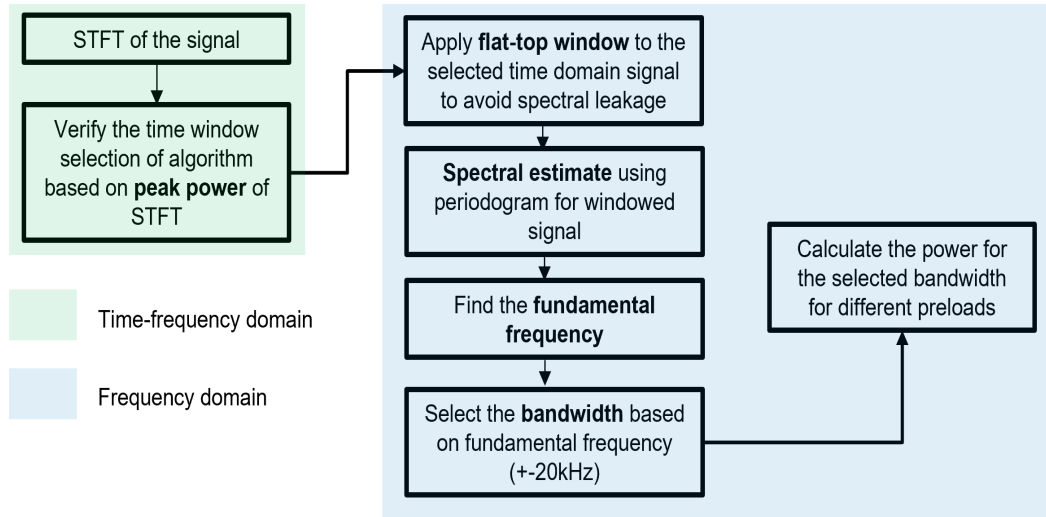 STFT of the signal
Verify the time window
selection of algorithm
based on peak power of
STFT
Apply flat-top window to the
selected time domain signal
to avoid spectral leakage
Spectral estimate using
periodogram for windowed
signal
Find the fundamental
frequency
Select the bandwidth based
on fundamental frequency
(+-20kHz)
Calculate the power for
the selected bandwidth
for different preloads
Time-frequency domain
Frequency domain